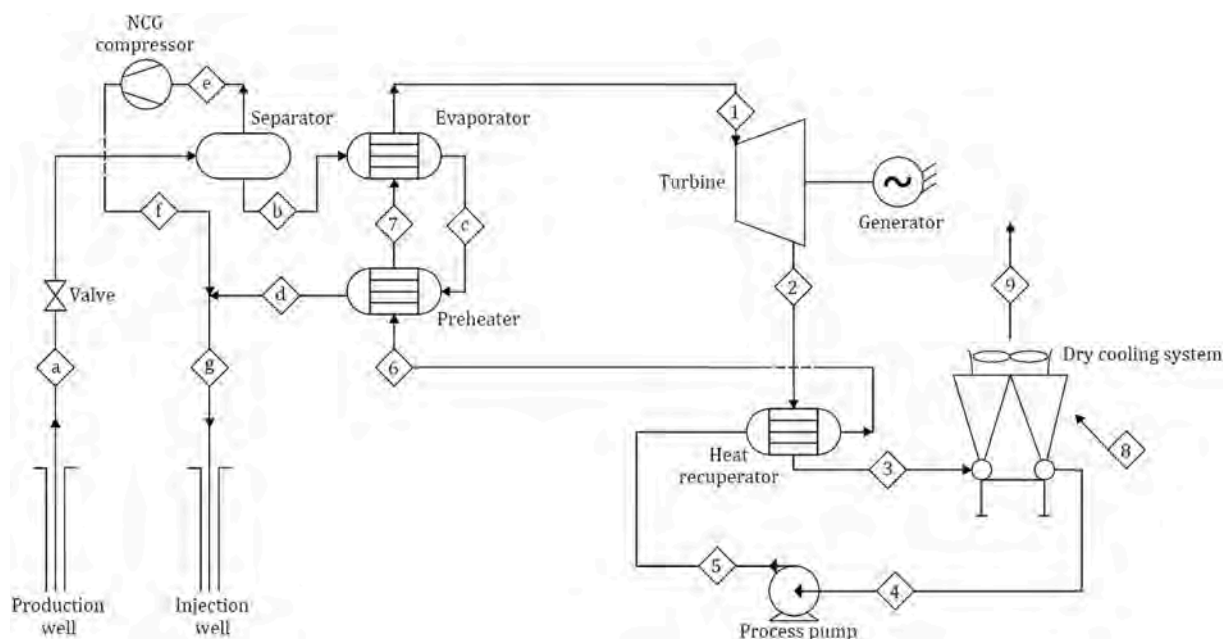 NCG
compressor
e
Separator
Evaporator
1
Turbine
Generator
f
b
7
c
2
9
Valve
d
Preheater
a
g
6
Dry cooling system
8
Heat
recuperator
3
5
4
Production
well
Injection
well
Process pump